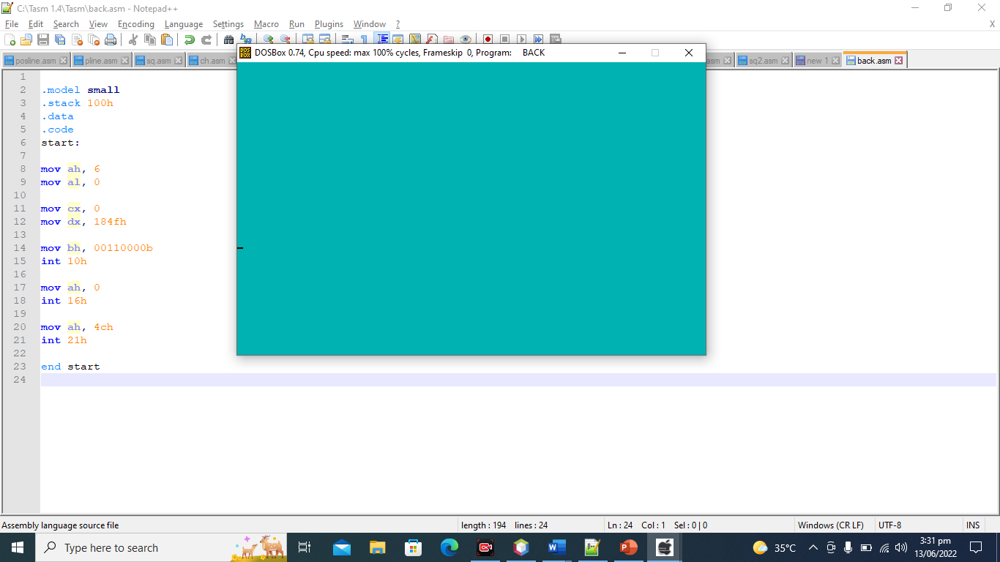 C:\Tasm 1.4\Tasm\back.asm - Notepad++
File Edit Search View Encoding Language Settings Macro Run Plugins Window ? X
posline.asm pline.asm sq.asm ch.asm asm sq2.asm new 1 back.asm
DOSBox 0.74, Cpu speed: max 100% cycles, Frameskip 0, Program: BACK
1
2 .model small
3 .stack 100h
4 .data
5 .code
6 start:
7
8 mov ah, 6
9 mov al, 0
10
11 mov cx, 0
12 mov dx, 184fh
13
14 mov bh, 00110000b
15 int 10h
16
17 mov ah, 0
18 int 16h
19
20 mov ah, 4ch
21 int 21h
22
23 end start
24
Assembly language source file length : 194 lines : 24 Ln : 24 Col : 1 Sel : 0 | 0 Windows (CR LF) UTF-8 INS
Type here to search 35°C 3:31 pm
13/06/2022